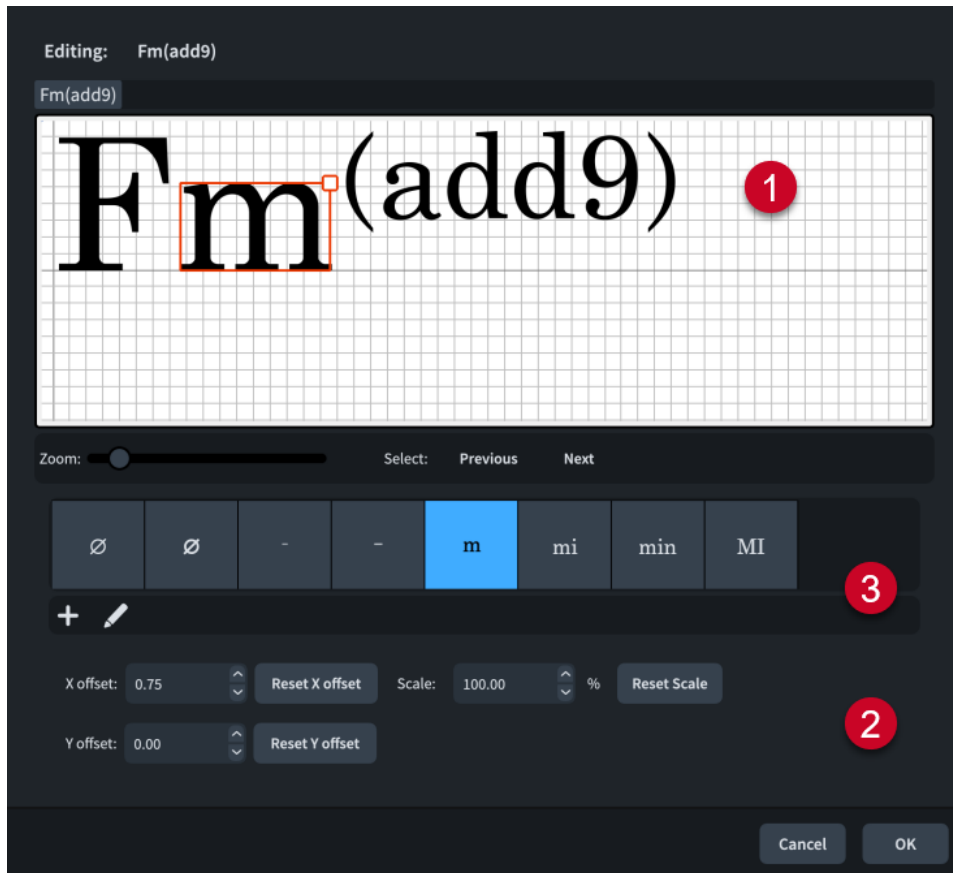 Editing: Fm(add9)
Fm(add9)
Fm(add9)
1
Zoom: Select: Previous Next
Ø Ø - – m mi min MI
3
X offset: 0.75 Reset X offset Scale: 100.00 % Reset Scale
2
Y offset: 0.00 Reset Y offset
Cancel OK